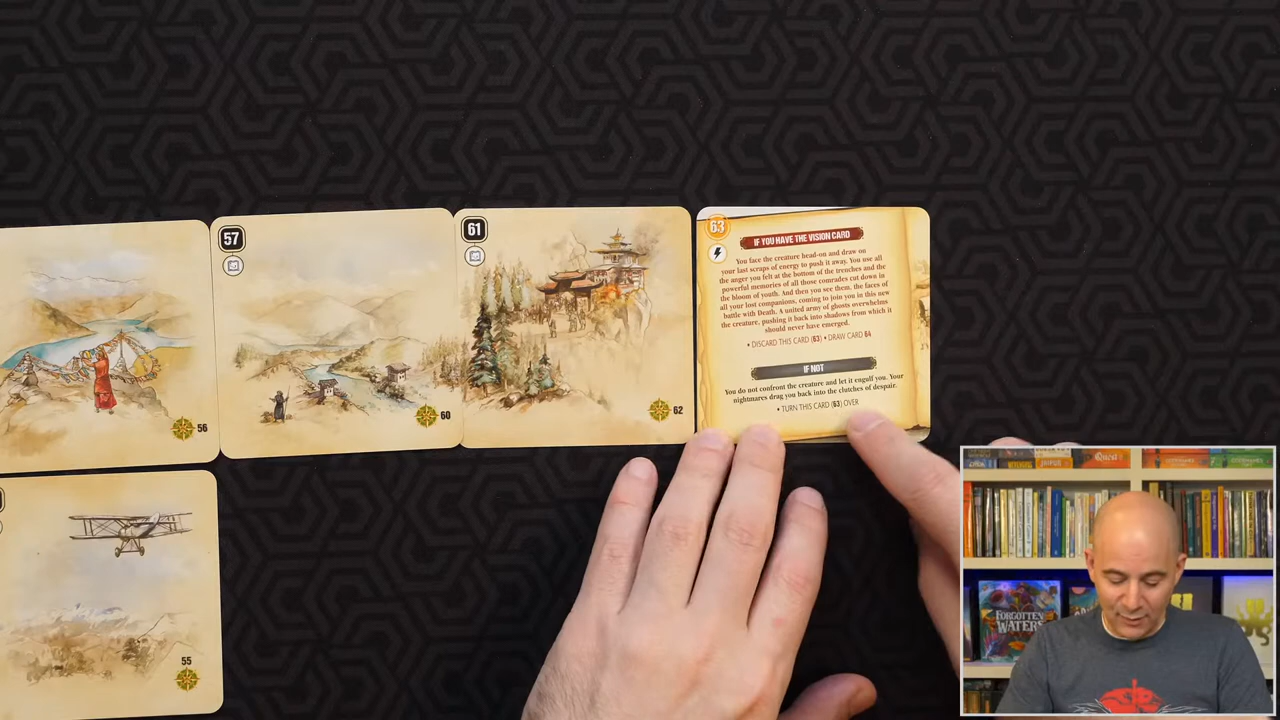 56
57
60
61
62
63
IF YOU HAVE THE VISION CARD
You face the creature head-on and draw on
your last scraps of energy to push it away. You use all
the anger you felt at the bottom of the trenches and the
powerful memories of all those comrades cut down in
the bloom of youth. And then you see them, the faces of
all your lost companions, coming to join you in this new
battle with Death. A united army of ghosts overwhelms
the creature, pushing it back into shadows from which it
should never have emerged.
• DISCARD THIS CARD (63) • DRAW CARD 64
IF NOT
You do not confront the creature and let it engulf you. Your
nightmares drag you back into the clutches of despair.
• TURN THIS CARD (63) OVER
55
Quest
FORGOTTEN
WATERS